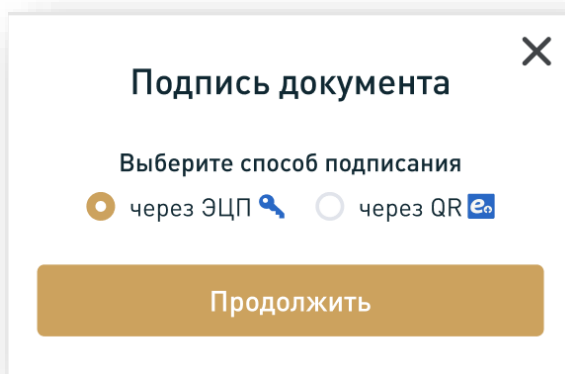 Подпись документа
Выберите способ подписания
через ЭЦП через QR
Продолжить